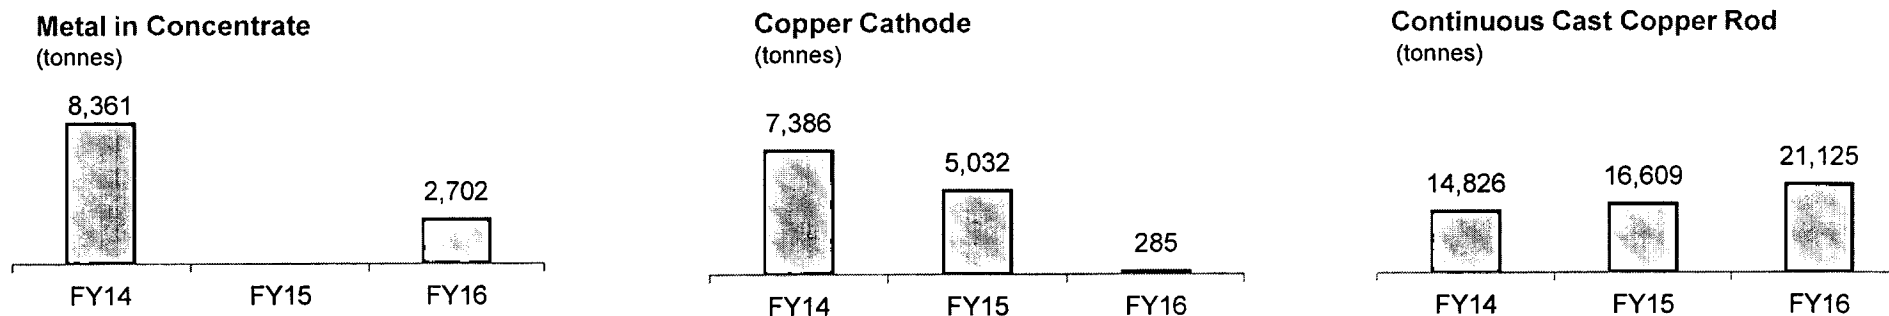 Metal in Concentrate
(tonnes)
8,361
2,702
FY14 FY15 FY16
Copper Cathode
(tonnes)
7,386
5,032
285
FY14 FY15 FY16
Continuous Cast Copper Rod
(tonnes)
14,826
16,609
21,125
FY14 FY15 FY16